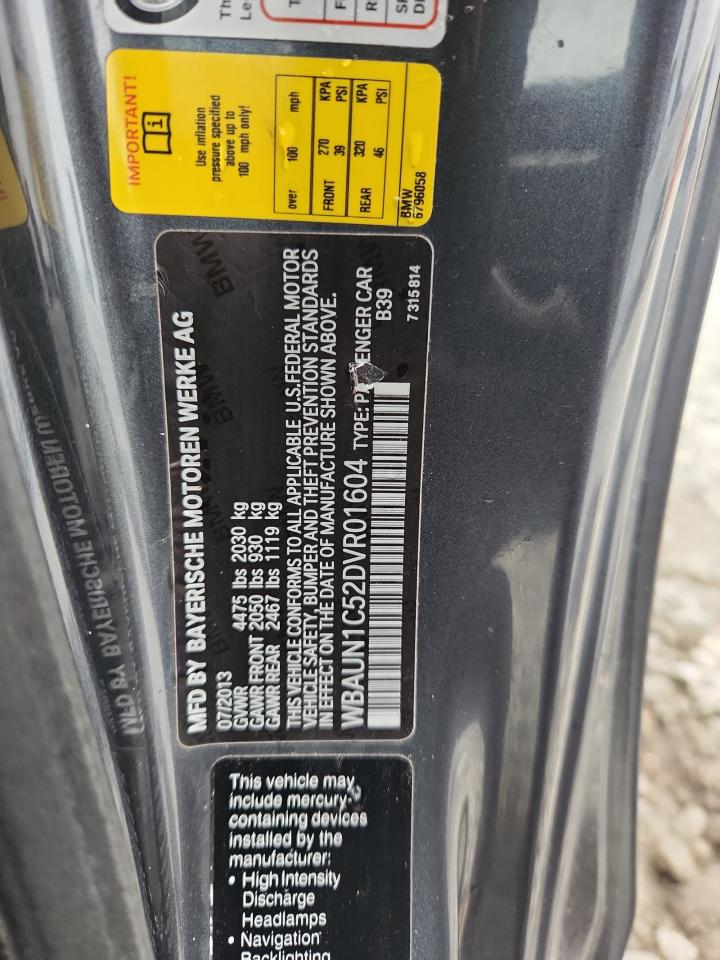 IMPORTANT!
Use inflation
pressure specified
above up to
100 mph only!
over 100 mph
FRONT 270 KPA
39 PSI
REAR 320 KPA
46 PSI
BMW
6796058
MFD BY BAYERISCHE MOTOREN WERKE AG
07/2013
GVWR 4475 lbs 2030 kg
GAWR FRONT 2050 lbs 930 kg
GAWR REAR 2467 lbs 1119 kg
THIS VEHICLE CONFORMS TO ALL APPLICABLE U.S.FEDERAL MOTOR
VEHICLE SAFETY, BUMPER AND THEFT PREVENTION STANDARDS
IN EFFECT ON THE DATE OF MANUFACTURE SHOWN ABOVE.
WBAUN1C52DVR01604 TYPE: PASSENGER CAR
B39
7315814
This vehicle may
include mercury
containing devices
installed by the
manufacturer:
• High Intensity
Discharge
Headlamps
• Navigation
Backlighting